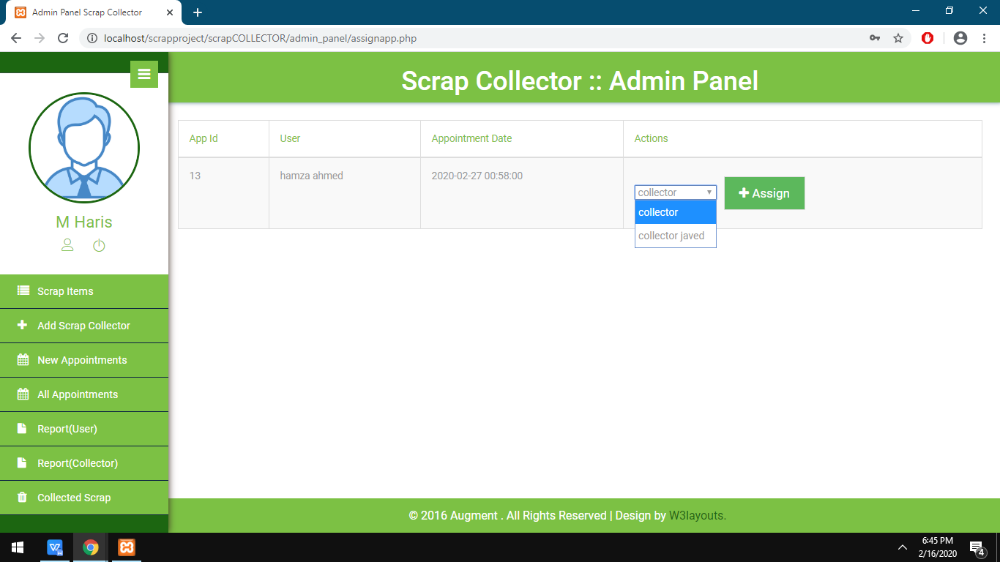 Admin Panel Scrap Collector
localhost/scrapproject/scrapCOLLECTOR/admin_panel/assignapp.php
Scrap Collector :: Admin Panel
M Haris
Scrap Items
Add Scrap Collector
New Appointments
All Appointments
Report(User)
Report(Collector)
Collected Scrap
App Id User Appointment Date Actions
13 hamza ahmed 2020-02-27 00:58:00
collector + Assign
collector
collector javed
© 2016 Augment . All Rights Reserved | Design by W3layouts.
6:45 PM
2/16/2020
4